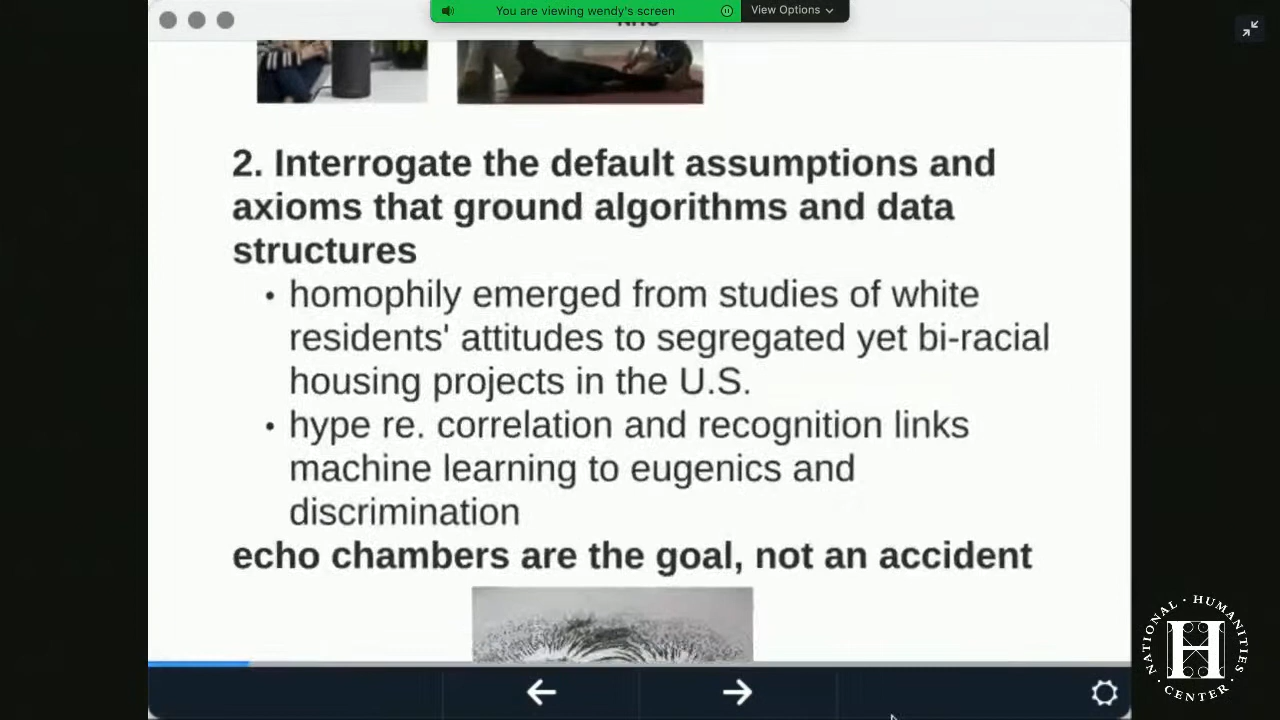 You are viewing wendy's screen
View Options
2. Interrogate the default assumptions and
axioms that ground algorithms and data
structures
• homophily emerged from studies of white
residents' attitudes to segregated yet bi-racial
housing projects in the U.S.
• hype re. correlation and recognition links
machine learning to eugenics and
discrimination
echo chambers are the goal, not an accident
NATIONAL · HUMANITIES · CENTER ·
H